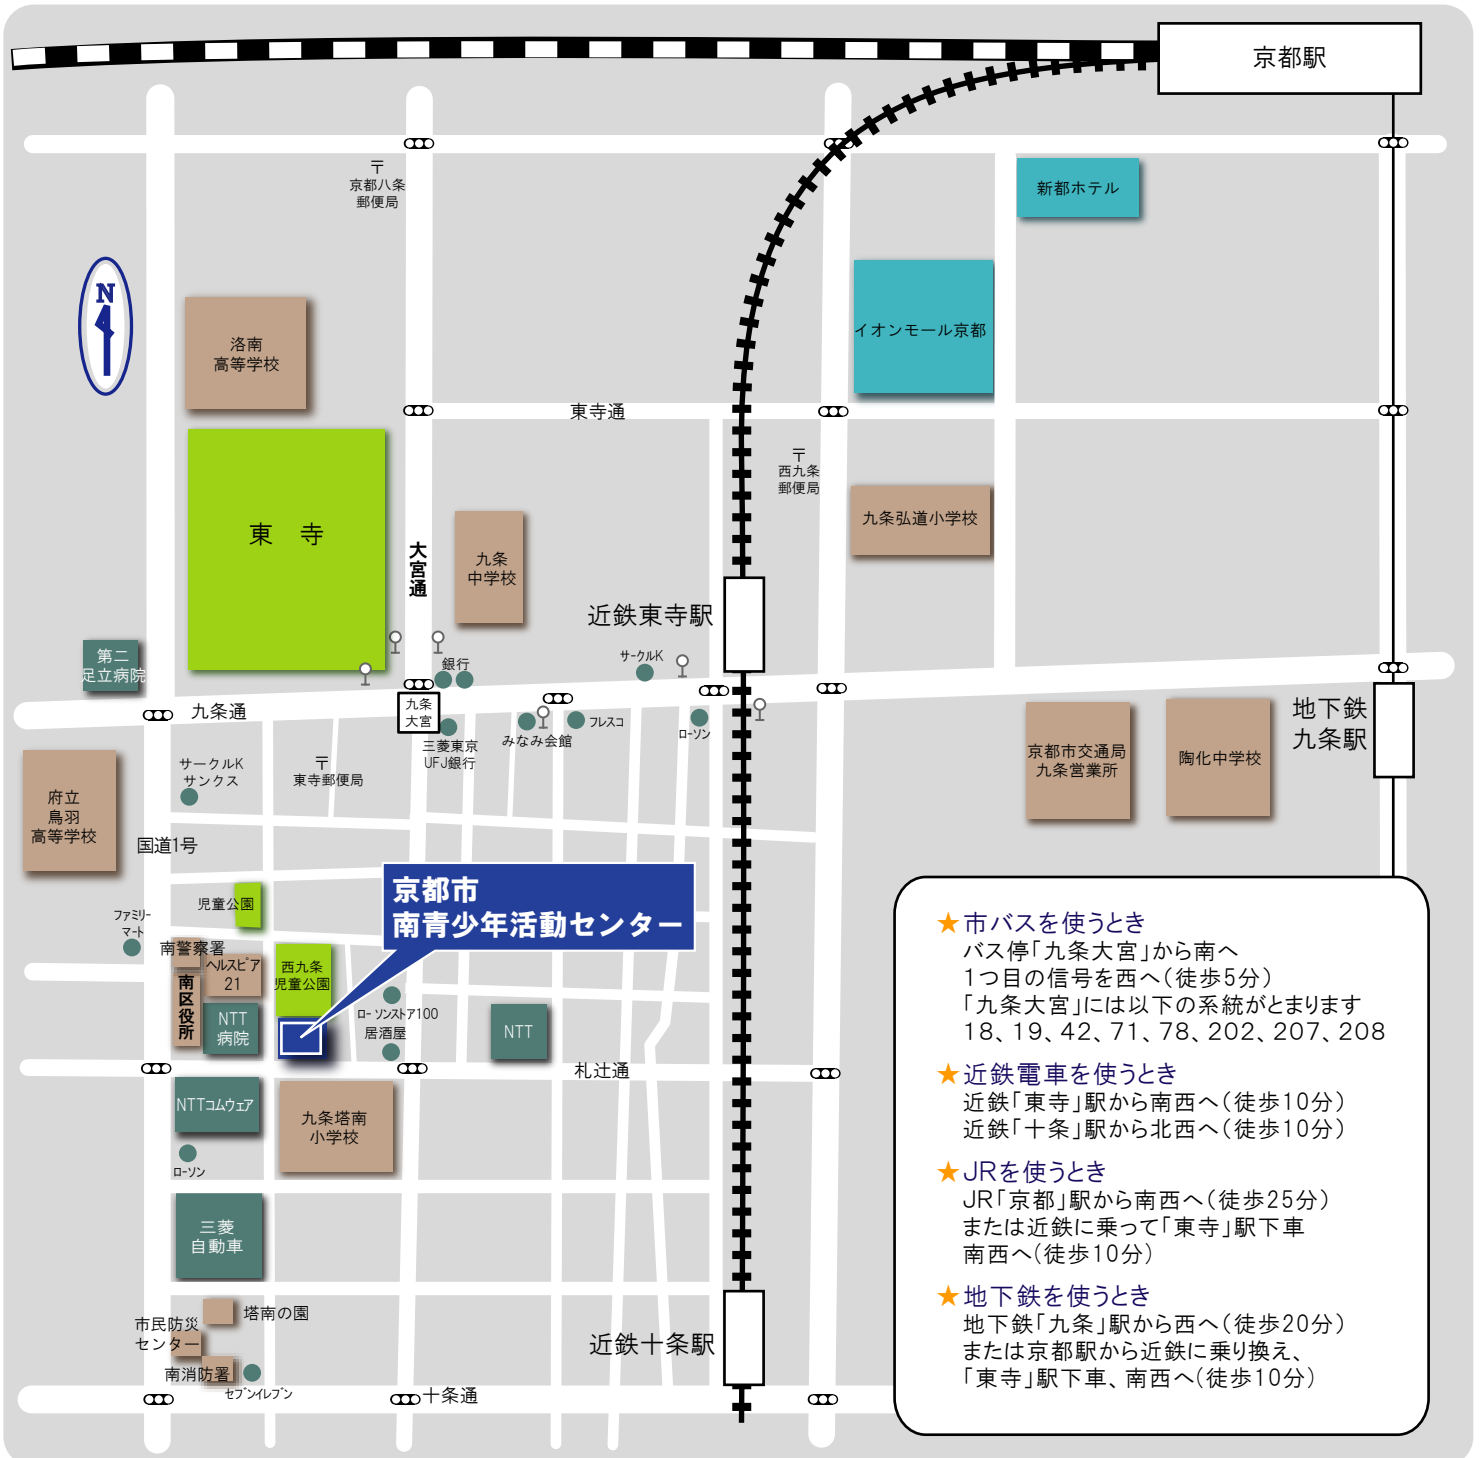 京都駅
〒
京都八条
郵便局
新都ホテル
N
イオンモール京都
洛南
高等学校
東寺通
〒
西九条
郵便局
九条弘道小学校
東 寺
大宮通
九条
中学校
近鉄東寺駅
第二
足立病院
銀行
サークルK
九条通
九条
大宮
三菱東京
UFJ銀行
みなみ会館
フレスコ
ローソン
地下鉄
九条駅
京都市交通局
九条営業所
陶化中学校
サークルK
サンクス
〒
東寺郵便局
府立
鳥羽
高等学校
国道1号
京都市
南青少年活動センター
児童公園
ファミリー
マート
南警察署
ヘルスピア
21
西九条
児童公園
南区役所
NTT
病院
ローソンストア100
居酒屋
NTT
札辻通
NTTコムウェア
九条塔南
小学校
ローソン
三菱
自動車
塔南の園
市民防災
センター
南消防署
セブンイレブン
近鉄十条駅
十条通
★市バスを使うとき
バス停「九条大宮」から南へ
1つ目の信号を西へ(徒歩5分)
「九条大宮」には以下の系統がとまります
18、19、42、71、78、202、207、208
★近鉄電車を使うとき
近鉄「東寺」駅から南西へ(徒歩10分)
近鉄「十条」駅から北西へ(徒歩10分)
★JRを使うとき
JR「京都」駅から南西へ(徒歩25分)
または近鉄に乗って「東寺」駅下車
南西へ(徒歩10分)
★地下鉄を使うとき
地下鉄「九条」駅から西へ(徒歩20分)
または京都駅から近鉄に乗り換え、
「東寺」駅下車、南西へ(徒歩10分)